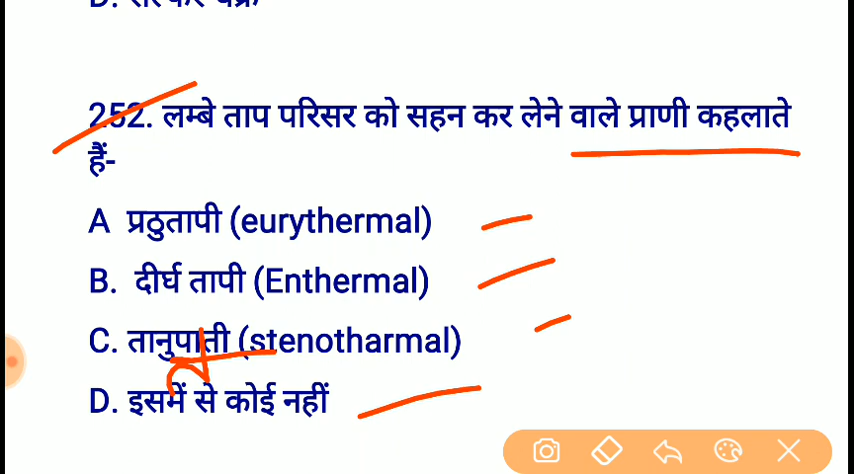 252. लम्बे ताप परिसर को सहन कर लेने वाले प्राणी कहलाते
हैं-
A प्रठुतापी (eurythermal)
B. दीर्घ तापी (Enthermal)
C. तानुपाती (stenotharmal)
D. इसमें से कोई नहीं